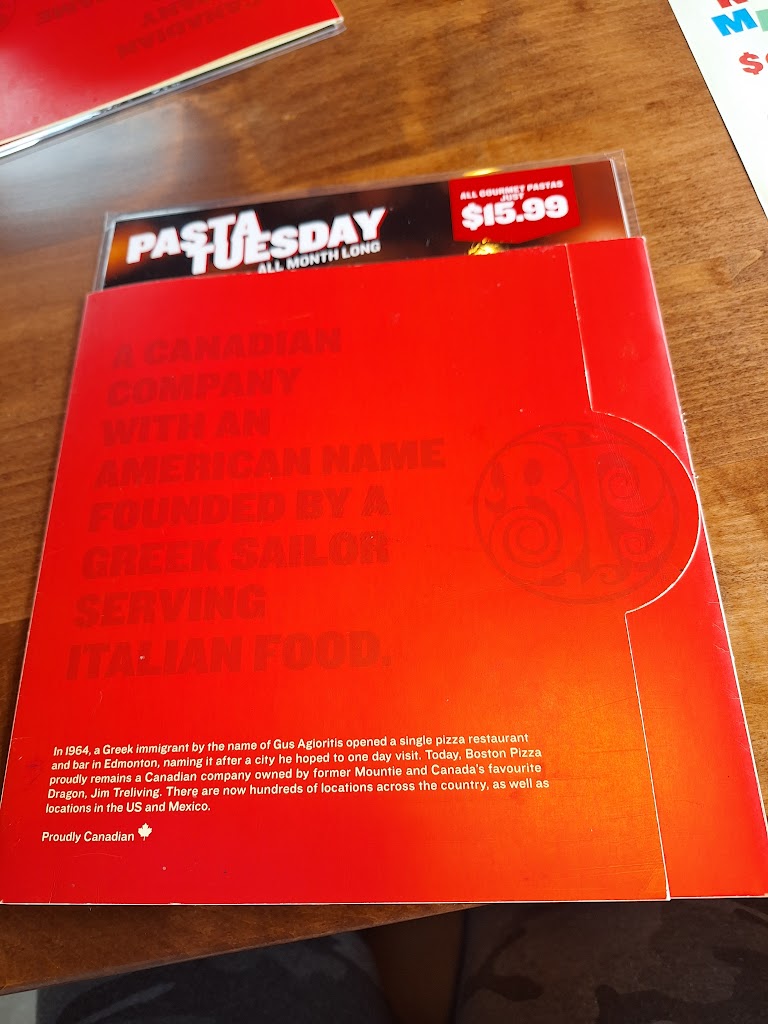 CANADIAN
M
$
PASTA
TUESDAY
ALL MONTH LONG
ALL GOURMET PASTAS
JUST
$15.99
A CANADIAN
COMPANY
WITH AN
AMERICAN NAME
FOUNDED BY A
GREEK SAILOR
SERVING
ITALIAN FOOD.
BP
In 1964, a Greek immigrant by the name of Gus Agioritis opened a single pizza restaurant
and bar in Edmonton, naming it after a city he hoped to one day visit. Today, Boston Pizza
proudly remains a Canadian company owned by former Mountie and Canada's favourite
Dragon, Jim Treliving. There are now hundreds of locations across the country, as well as
locations in the US and Mexico.
Proudly Canadian